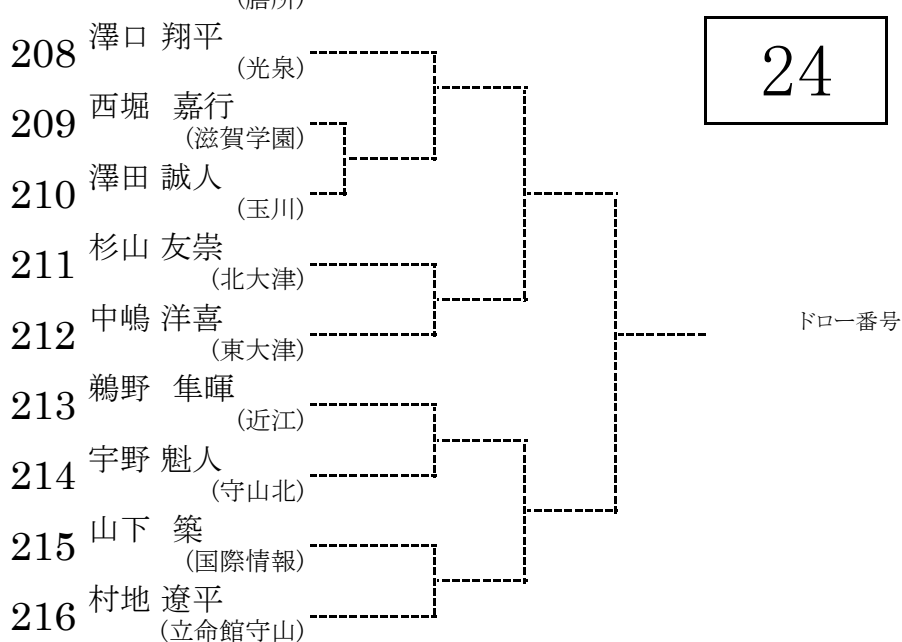 (膳所)
208 澤口 翔平
(光泉)
24
209 西堀 嘉行
(滋賀学園)
210 澤田 誠人
(玉川)
211 杉山 友崇
(北大津)
212 中嶋 洋喜
(東大津)
ドロー番号
213 鵜野 隼暉
(近江)
214 宇野 魁人
(守山北)
215 山下 築
(国際情報)
216 村地 遼平
(立命館守山)